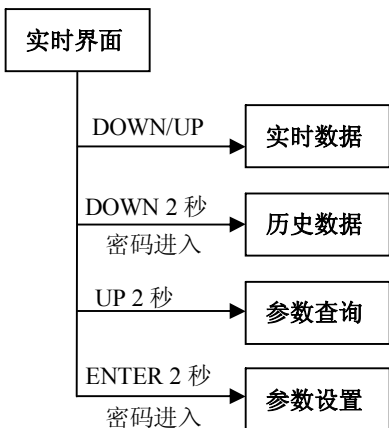 实时界面
DOWN/UP
实时数据
DOWN 2 秒
密码进入
历史数据
UP 2 秒
参数查询
ENTER 2 秒
密码进入
参数设置